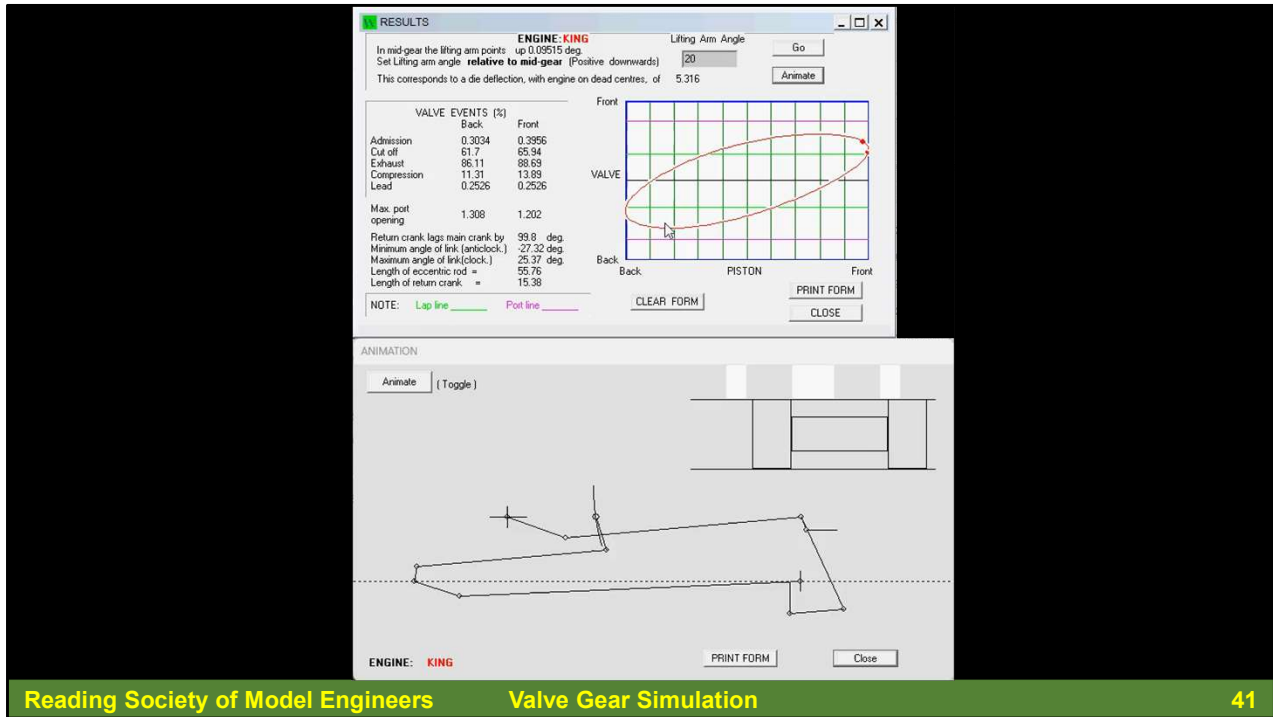 RESULTS
ENGINE:KING
Lifting Arm Angle
In mid-gear the lifting arm points up 0.09515 deg.
Set Lifting arm angle relative to mid-gear (Positive downwards)
20
Go
This corresponds to a die deflection, with engine on dead centres, of 5.316
Animate
VALVE EVENTS (%)
Back Front
Admission 0.3034 0.3956
Cut off 61.7 65.94
Exhaust 86.11 88.69
Compression 11.31 13.89
Lead 0.2526 0.2526
Max. port opening 1.308 1.202
Return crank lags main crank by 99.8 deg.
Minimum angle of link (anticlock.) -27.32 deg.
Maximum angle of link(clock.) 25.37 deg.
Length of eccentric rod = 55.76
Length of return crank = 15.38
NOTE: Lap line Port line
Front
VALVE
Back
Back PISTON Front
CLEAR FORM
PRINT FORM
CLOSE
ANIMATION
Animate ( Toggle )
ENGINE: KING
PRINT FORM
Close
Reading Society of Model Engineers Valve Gear Simulation 41